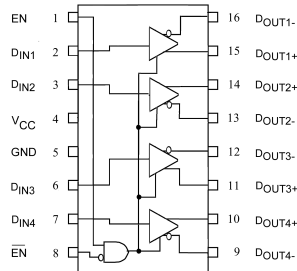 EN 1 16 DOUT1-
DIN1 2 15 DOUT1+
DIN2 3 14 DOUT2+
VCC 4 13 DOUT2-
GND 5 12 DOUT3-
DIN3 6 11 DOUT3+
DIN4 7 10 DOUT4+
E̅N̅ 8 9 DOUT4-